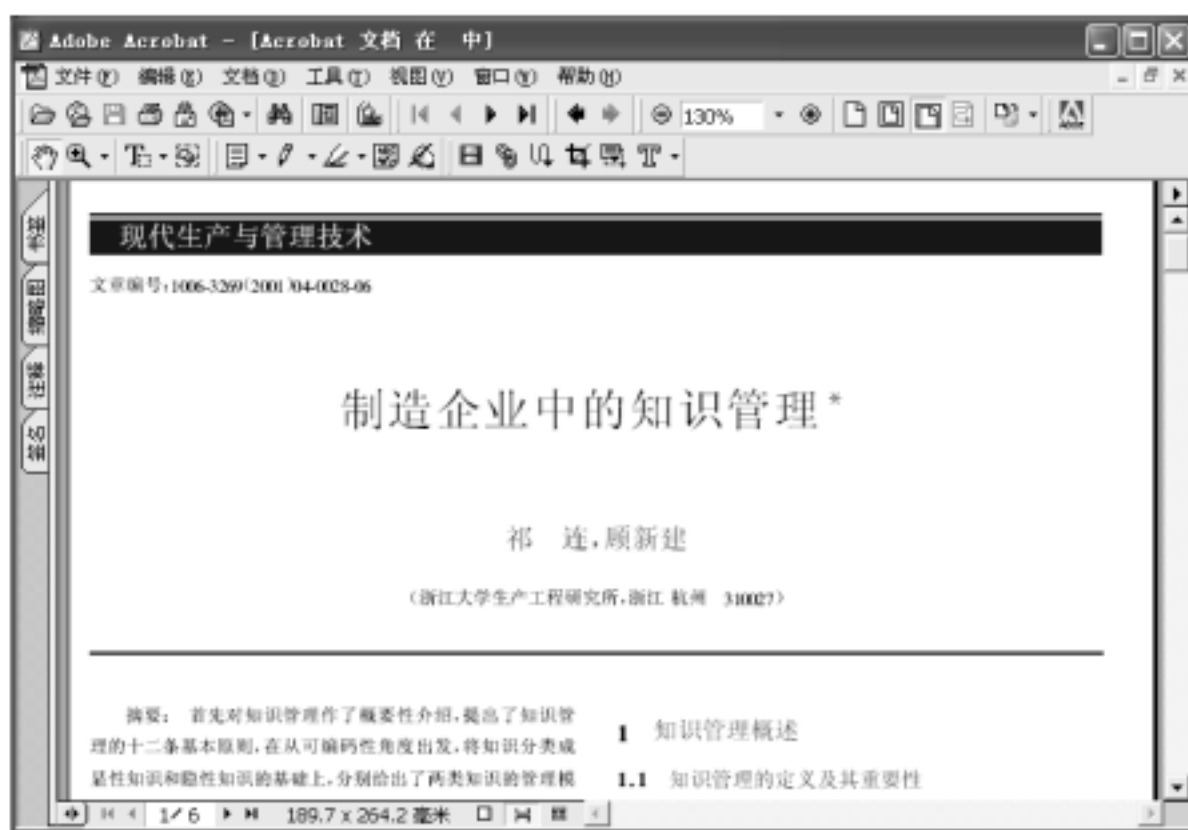 Adobe Acrobat - [Acrobat 文档 在 中]
文件(F) 编辑(E) 文档(D) 工具(T) 视图(V) 窗口(W) 帮助(H)
130%
书签
缩略图
注释
签名
现代生产与管理技术
文章编号:1006-3269(2001)04-0028-06
制造企业中的知识管理*
祁 连,顾新建
(浙江大学生产工程研究所,浙江 杭州 310027)
摘要: 首先对知识管理作了概要性介绍,提出了知识管
理的十二条基本原则,在从可编码性角度出发,将知识分类成
显性知识和隐性知识的基础上,分别给出了两类知识的管理模
1 知识管理概述
1.1 知识管理的定义及其重要性
1/6 189.7 x 264.2 毫米